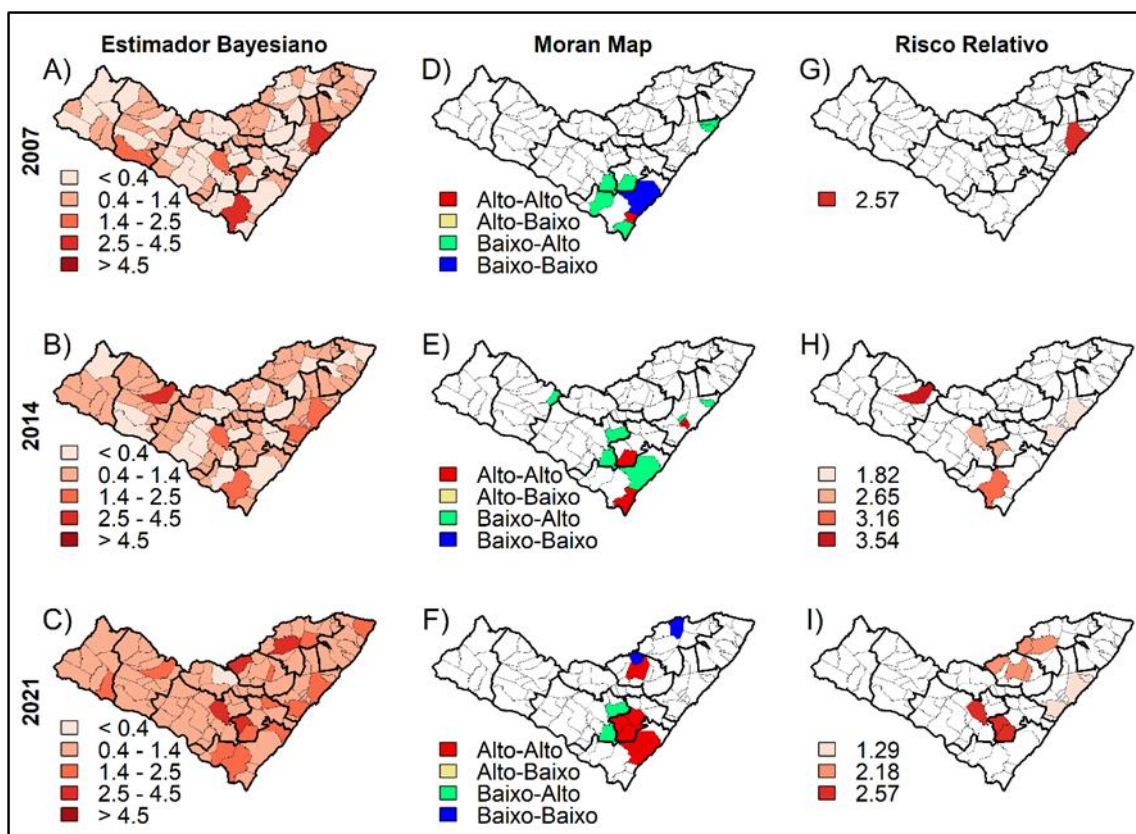 Estimador Bayesiano
Moran Map
Risco Relativo
2007
A)
< 0.4
0.4 - 1.4
1.4 - 2.5
2.5 - 4.5
> 4.5
D)
Alto-Alto
Alto-Baixo
Baixo-Alto
Baixo-Baixo
G)
2.57
2014
B)
< 0.4
0.4 - 1.4
1.4 - 2.5
2.5 - 4.5
> 4.5
E)
Alto-Alto
Alto-Baixo
Baixo-Alto
Baixo-Baixo
H)
1.82
2.65
3.16
3.54
2021
C)
< 0.4
0.4 - 1.4
1.4 - 2.5
2.5 - 4.5
> 4.5
F)
Alto-Alto
Alto-Baixo
Baixo-Alto
Baixo-Baixo
I)
1.29
2.18
2.57